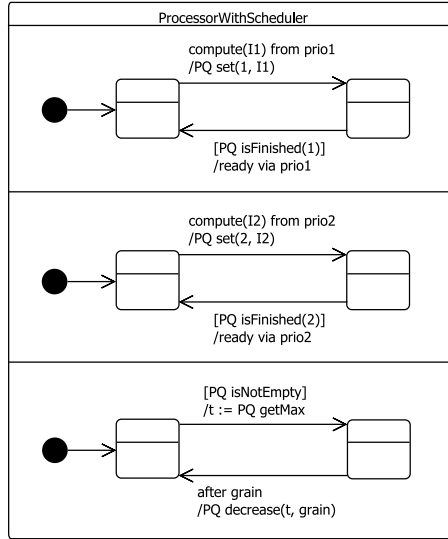 ProcessorWithScheduler
compute(I1) from prio1
/PQ set(1, I1)
[PQ isFinished(1)]
/ready via prio1
compute(I2) from prio2
/PQ set(2, I2)
[PQ isFinished(2)]
/ready via prio2
[PQ isNotEmpty]
/t := PQ getMax
after grain
/PQ decrease(t, grain)